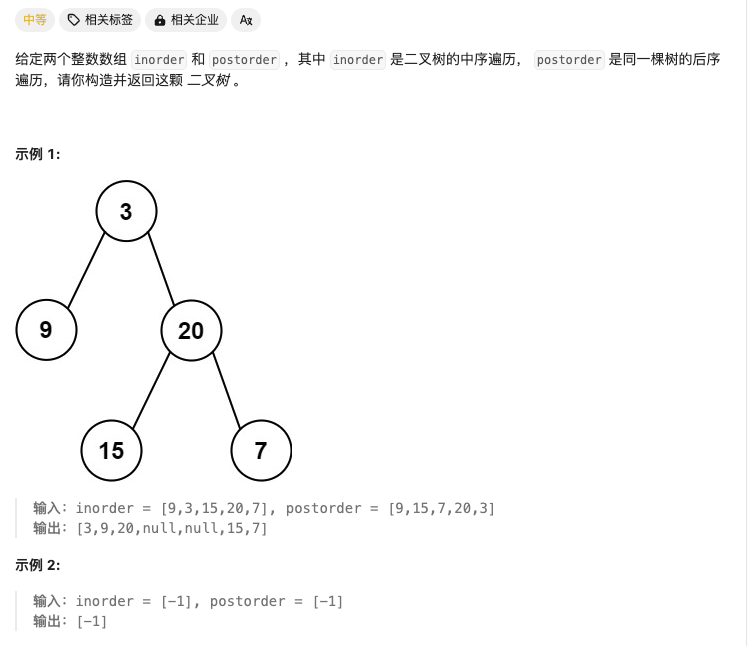 中等 相关标签 相关企业 A文
给定两个整数数组 inorder 和 postorder ，其中 inorder 是二叉树的中序遍历， postorder 是同一棵树的后序
遍历，请你构造并返回这颗 二叉树 。
示例 1:
3
9 20
15 7
输入：inorder = [9,3,15,20,7], postorder = [9,15,7,20,3]
输出：[3,9,20,null,null,15,7]
示例 2:
输入：inorder = [-1], postorder = [-1]
输出：[-1]